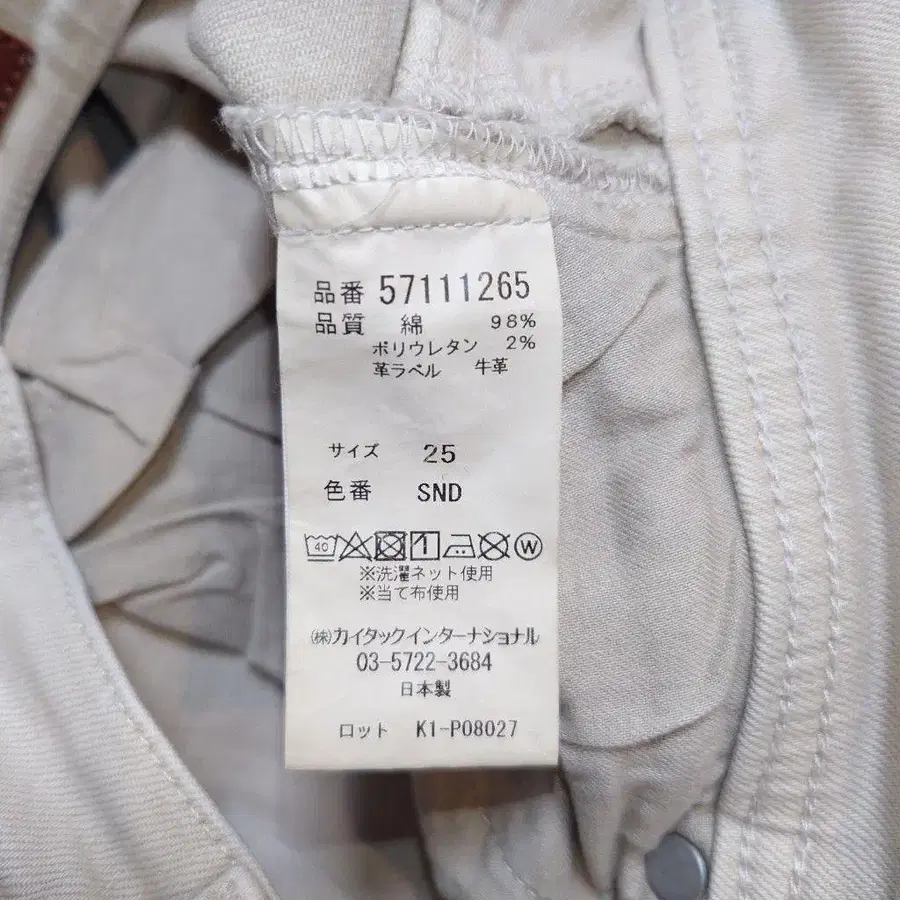 品番 57111265
品質 綿 98%
ポリウレタン 2%
革ラベル 牛革
サイズ 25
色番 SND
40 W
※洗濯ネット使用
※当て布使用
㈱カイタックインターナショナル
03-5722-3684
日本製
ロット K1-P08027